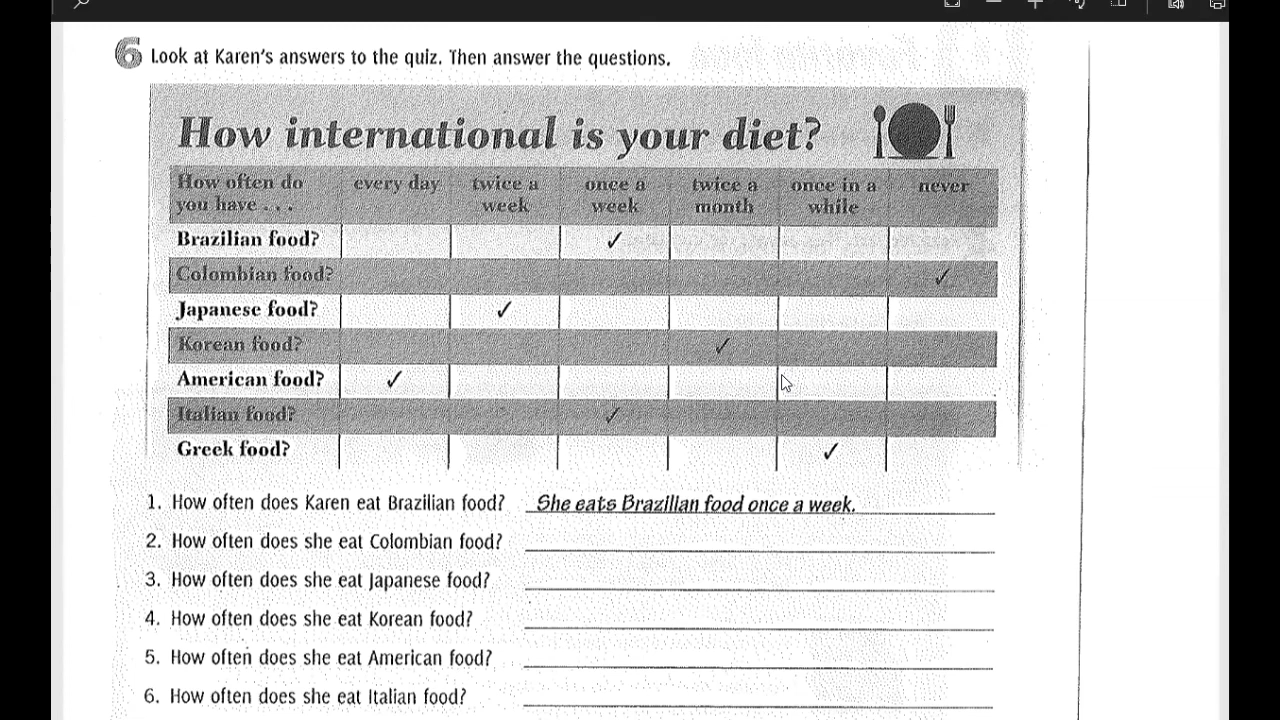 6 Look at Karen's answers to the quiz. Then answer the questions.
How international is your diet?
How often do you have . . . every day twice a week once a week twice a month once in a while never
Brazilian food? ✓
Colombian food? ✓
Japanese food? ✓
Korean food? ✓
American food? ✓
Italian food? ✓
Greek food? ✓
1. How often does Karen eat Brazilian food? She eats Brazilian food once a week.
2. How often does she eat Colombian food?
3. How often does she eat Japanese food?
4. How often does she eat Korean food?
5. How often does she eat American food?
6. How often does she eat Italian food?